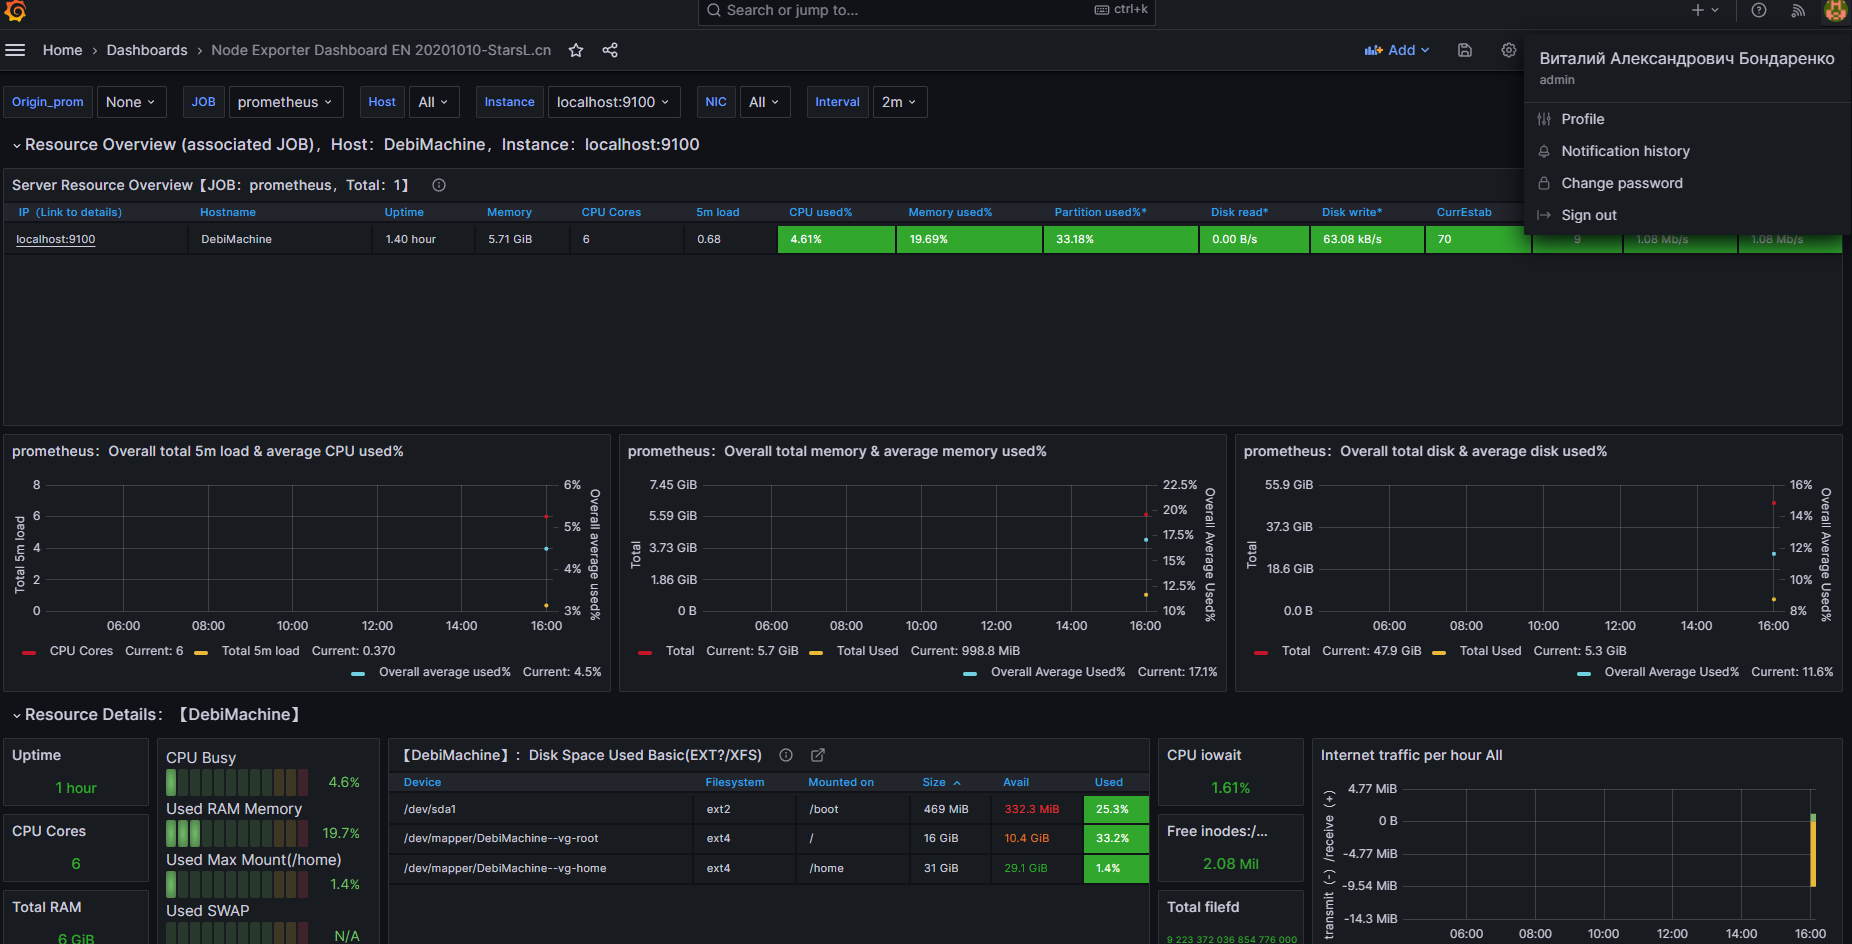 Search or jump to... ctrl+k
Home › Dashboards › Node Exporter Dashboard EN 20201010-StarsL.cn
Add
Виталий Александрович Бондаренко
admin
Profile
Notification history
Change password
Sign out
Origin_prom None JOB prometheus Host All Instance localhost:9100 NIC All Interval 2m
Resource Overview (associated JOB)，Host：DebiMachine，Instance：localhost:9100
Server Resource Overview【JOB：prometheus，Total：1】
IP（Link to details) Hostname Uptime Memory CPU Cores 5m load CPU used% Memory used% Partition used%* Disk read* Disk write* CurrEstab
localhost:9100 DebiMachine 1.40 hour 5.71 GiB 6 0.68 4.61% 19.69% 33.18% 0.00 B/s 63.08 kB/s 70 9 1.08 Mb/s 1.08 Mb/s
prometheus：Overall total 5m load & average CPU used%
Total 5m load
8
6
4
2
0
6%
5%
4%
3%
Overall average used%
06:00 08:00 10:00 12:00 14:00 16:00
CPU Cores Current: 6 Total 5m load Current: 0.370
Overall average used% Current: 4.5%
prometheus：Overall total memory & average memory used%
Total
7.45 GiB
5.59 GiB
3.73 GiB
1.86 GiB
0 B
22.5%
20%
17.5%
15%
12.5%
10%
Overall Average Used%
06:00 08:00 10:00 12:00 14:00 16:00
Total Current: 5.7 GiB Total Used Current: 998.8 MiB
Overall Average Used% Current: 17.1%
prometheus：Overall total disk & average disk used%
Total
55.9 GiB
37.3 GiB
18.6 GiB
0.0 B
16%
14%
12%
10%
8%
Overall Average Used%
06:00 08:00 10:00 12:00 14:00 16:00
Total Current: 47.9 GiB Total Used Current: 5.3 GiB
Overall Average Used% Current: 11.6%
Resource Details：【DebiMachine】
Uptime
1 hour
CPU Cores
6
Total RAM
6 GiB
CPU Busy
4.6%
Used RAM Memory
19.7%
Used Max Mount(/home)
1.4%
Used SWAP
N/A
【DebiMachine】：Disk Space Used Basic(EXT?/XFS)
Device Filesystem Mounted on Size Avail Used
/dev/sda1 ext2 /boot 469 MiB 332.3 MiB 25.3%
/dev/mapper/DebiMachine--vg-root ext4 / 16 GiB 10.4 GiB 33.2%
/dev/mapper/DebiMachine--vg-home ext4 /home 31 GiB 29.1 GiB 1.4%
CPU iowait
1.61%
Free inodes:/...
2.08 Mil
Total filefd
9 223 372 036 854 776 000
Internet traffic per hour All
transmit（-）/receive（+）
4.77 MiB
0 B
-4.77 MiB
-9.54 MiB
-14.3 MiB
06:00 08:00 10:00 12:00 14:00 16:00